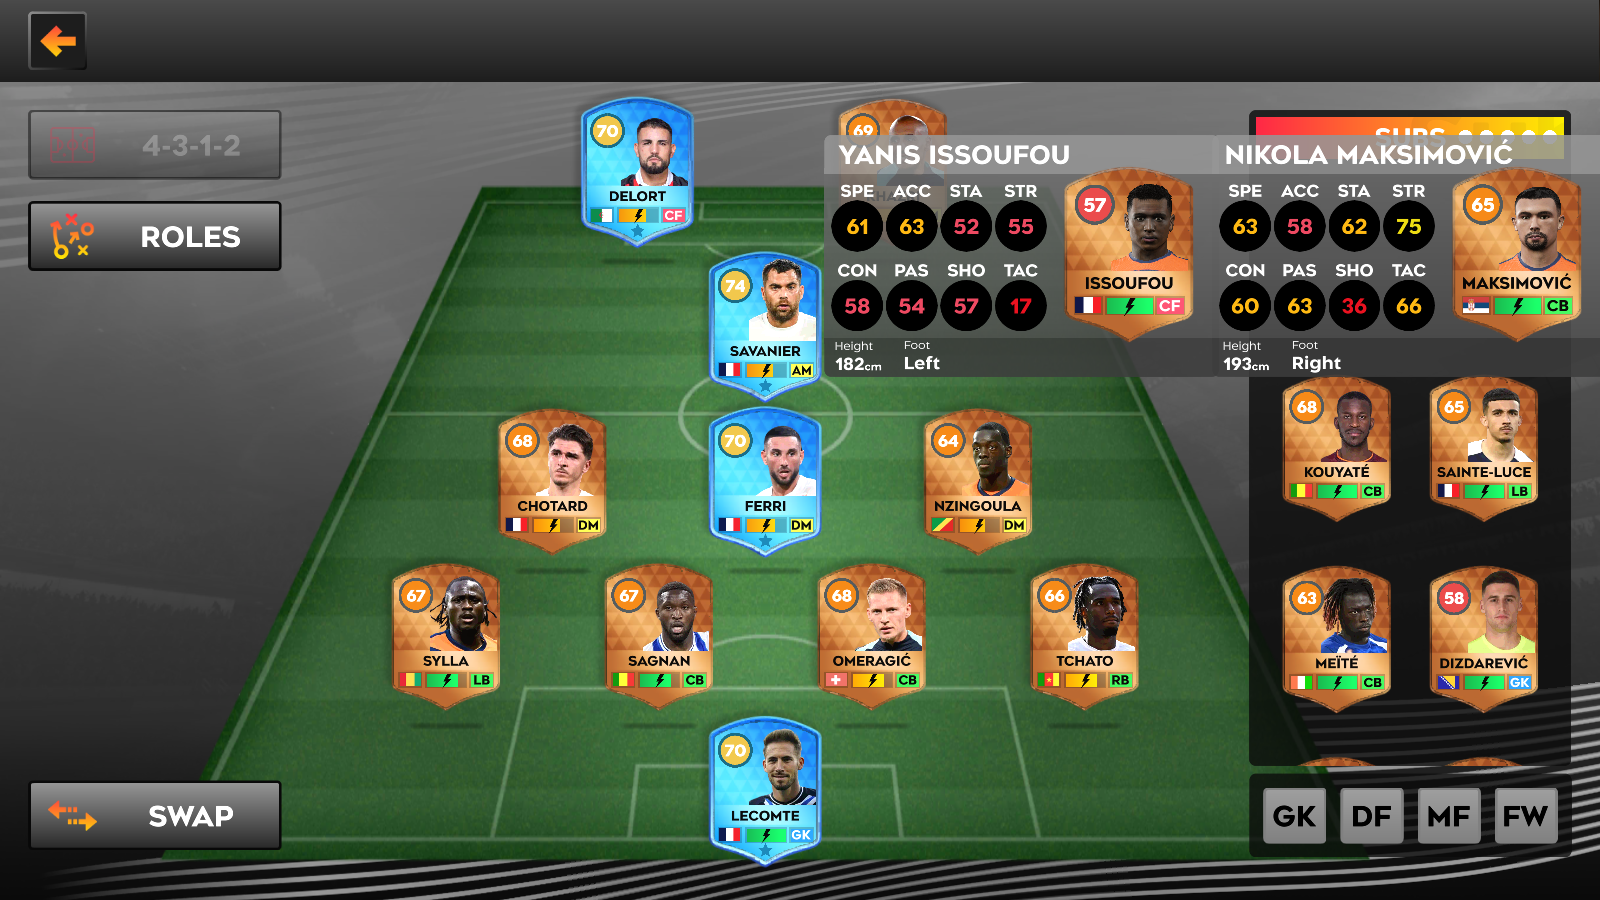 4-3-1-2
ROLES
SWAP
70
DELORT
CF
69
SUBS
YANIS ISSOUFOU
SPE ACC STA STR
61 63 52 55
CON PAS SHO TAC
58 54 57 17
Height Foot
182cm Left
57
ISSOUFOU
CF
NIKOLA MAKSIMOVIĆ
SPE ACC STA STR
63 58 62 75
CON PAS SHO TAC
60 63 36 66
Height Foot
193cm Right
65
MAKSIMOVIĆ
CB
74
SAVANIER
AM
68
CHOTARD
DM
70
FERRI
DM
64
NZINGOULA
DM
67
SYLLA
LB
67
SAGNAN
CB
68
OMERAGIĆ
CB
66
TCHATO
RB
70
LECOMTE
GK
68
KOUYATÉ
CB
65
SAINTE-LUCE
LB
63
MEÏTÉ
CB
58
DIZDAREVIĆ
GK
GK DF MF FW